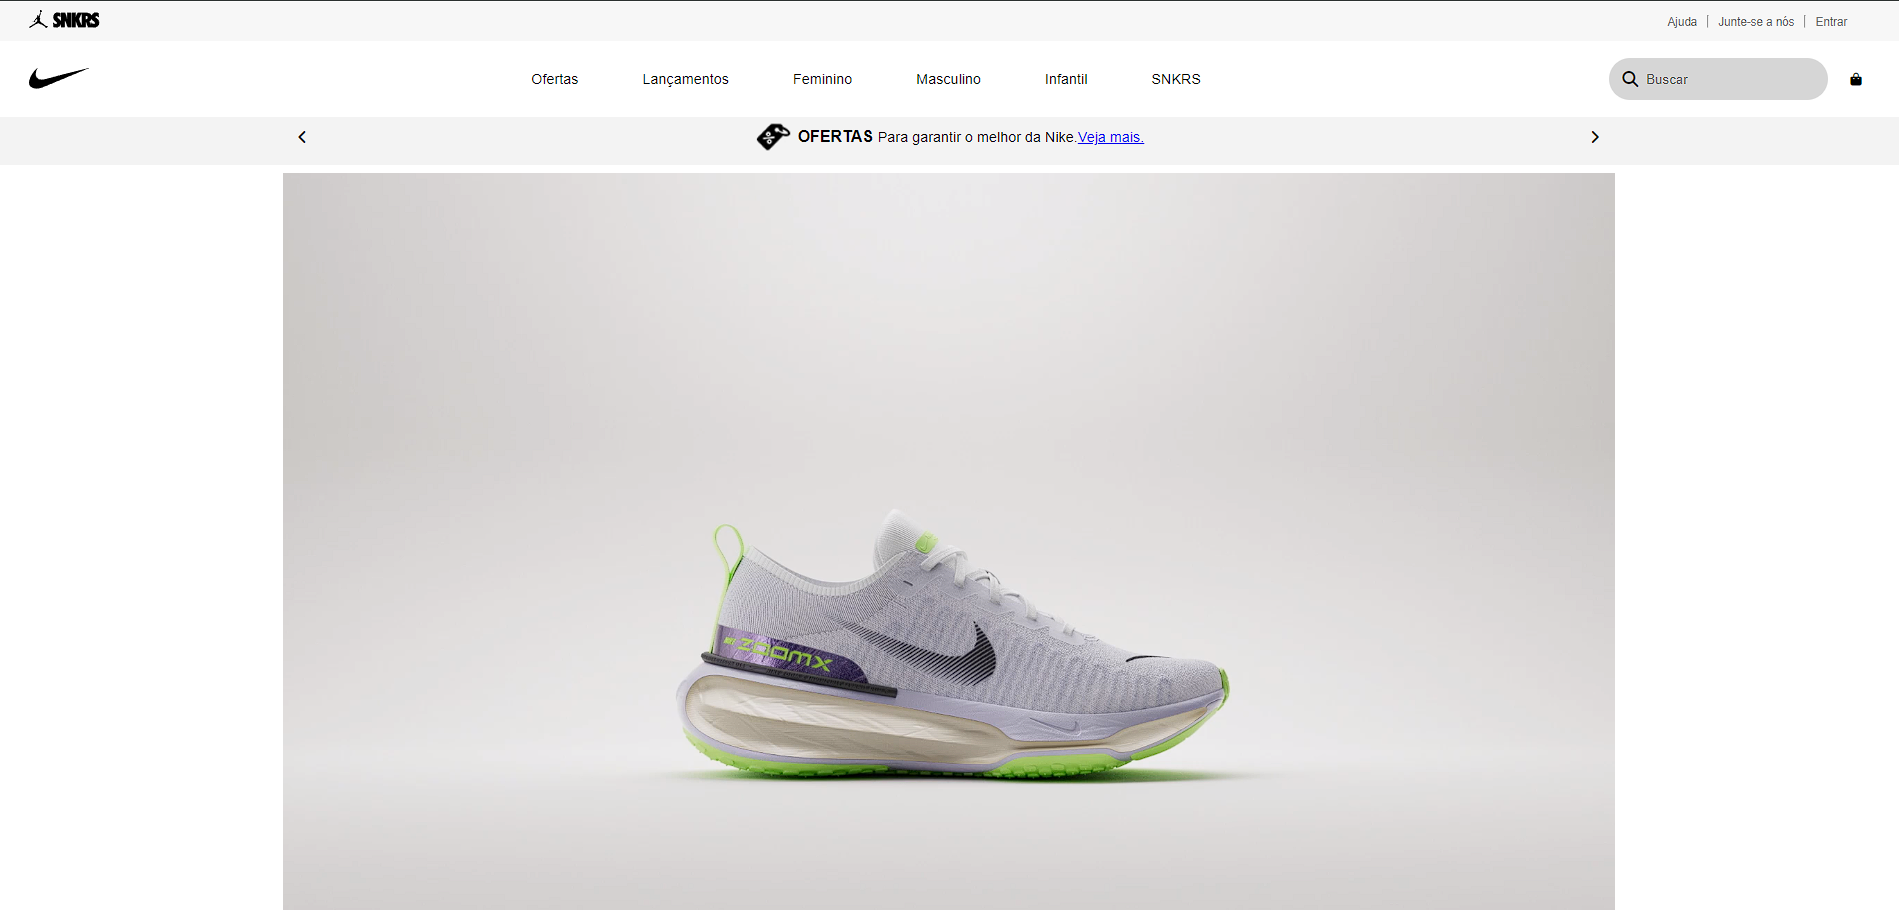 SNKRS
Ajuda
Junte-se a nós
Entrar
Ofertas
Lançamentos
Feminino
Masculino
Infantil
SNKRS
Buscar
OFERTAS Para garantir o melhor da Nike.Veja mais.
ZOOMX